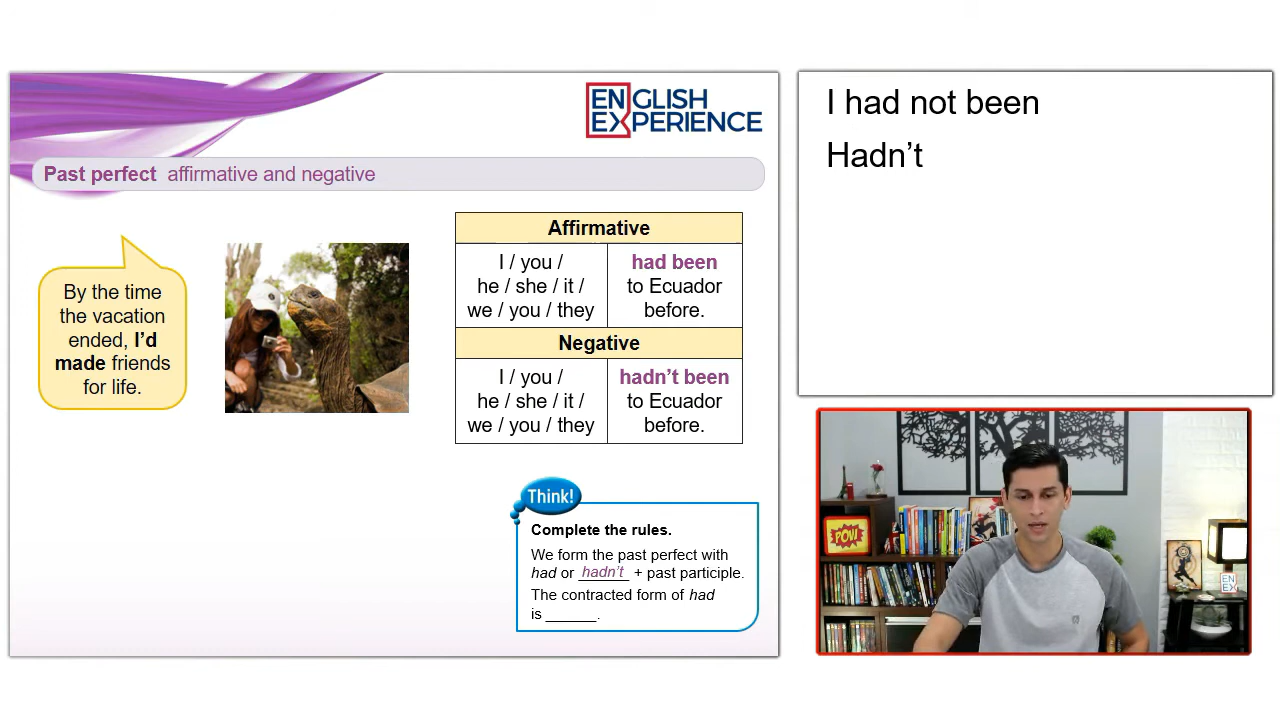 ENGLISH
EXPERIENCE
Past perfect affirmative and negative
By the time
the vacation
ended, I’d
made friends
for life.
Affirmative
I / you /
he / she / it /
we / you / they
had been
to Ecuador
before.
Negative
I / you /
he / she / it /
we / you / they
hadn’t been
to Ecuador
before.
Think!
Complete the rules.
We form the past perfect with
had or hadn’t + past participle.
The contracted form of had
is ______.
I had not been
Hadn’t
POW!
EN
EX